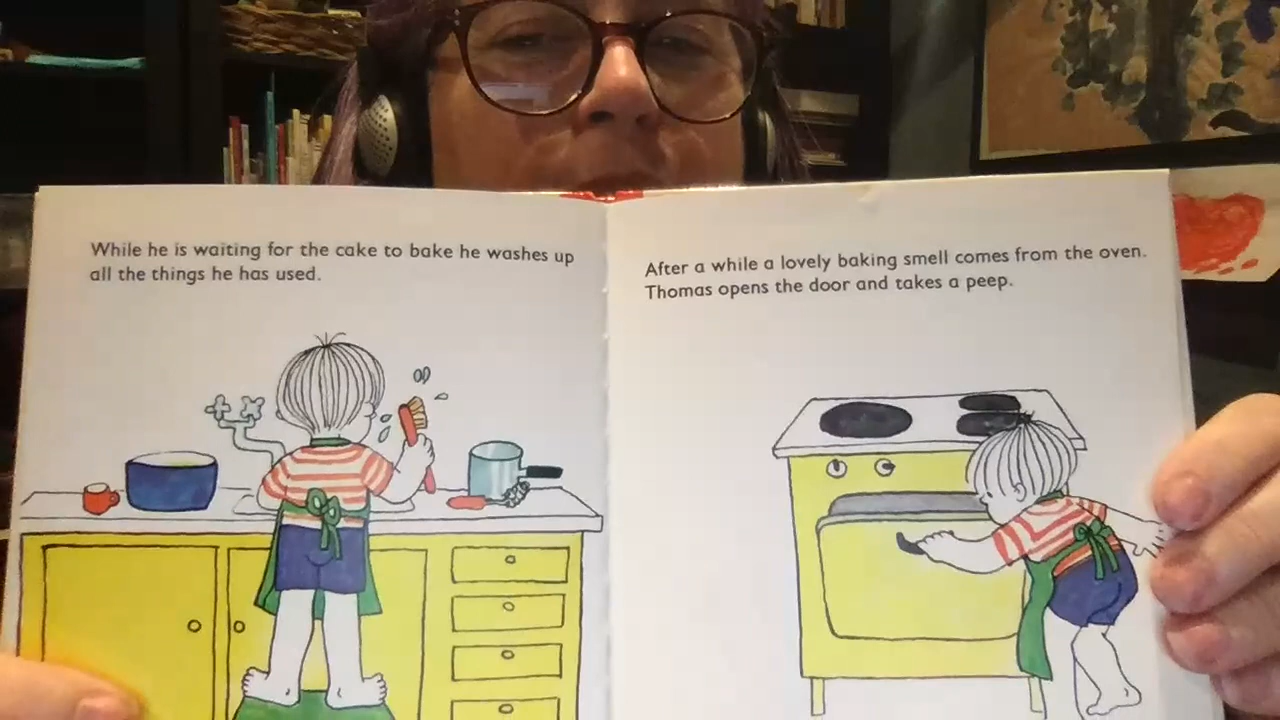 While he is waiting for the cake to bake he washes up
all the things he has used.
After a while a lovely baking smell comes from the oven.
Thomas opens the door and takes a peep.